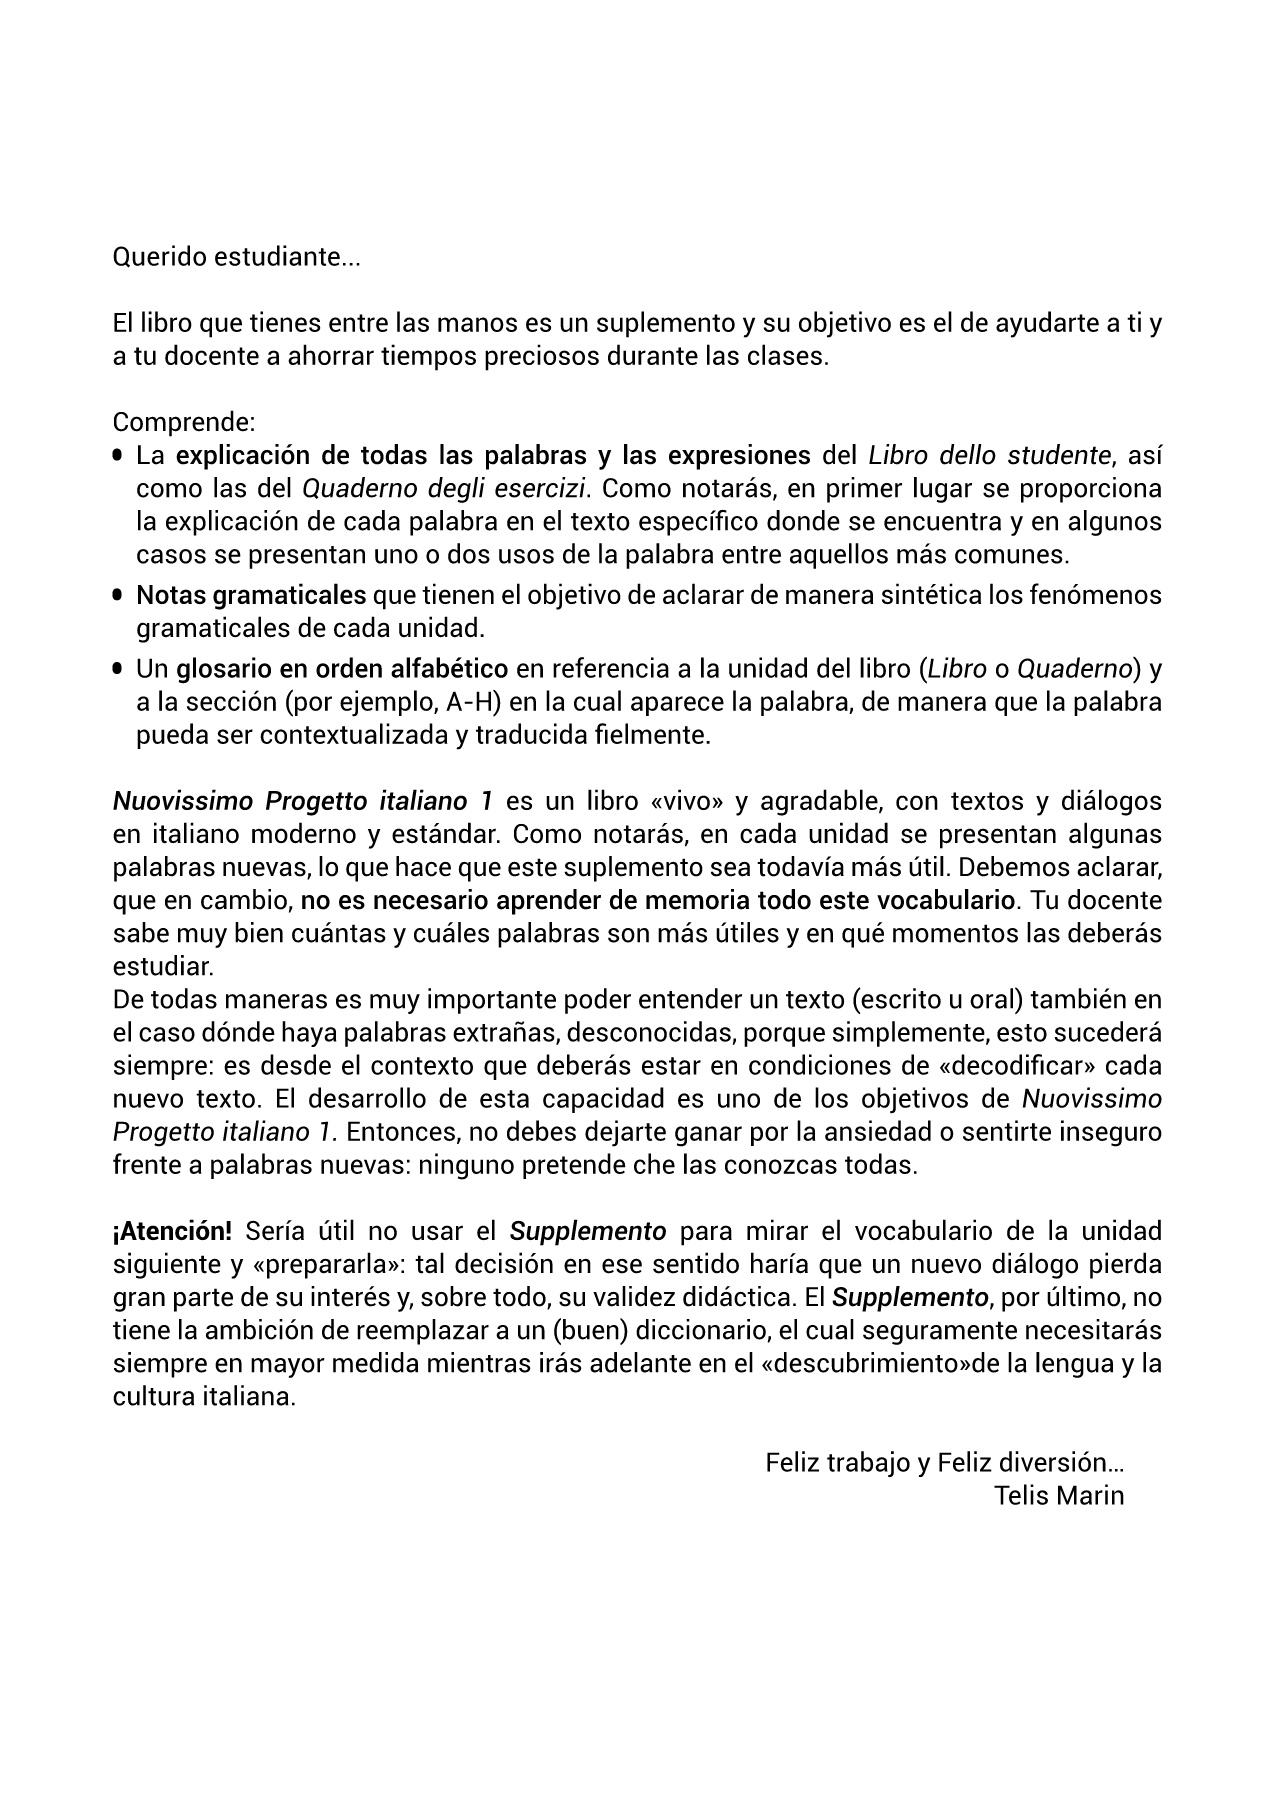 Querido estudiante...
El libro que tienes entre las manos es un suplemento y su objetivo es el de ayudarte a ti y
a tu docente a ahorrar tiempos preciosos durante las clases.
Comprende:
• La explicación de todas las palabras y las expresiones del Libro dello studente, así
como las del Quaderno degli esercizi. Como notarás, en primer lugar se proporciona
la explicación de cada palabra en el texto específico donde se encuentra y en algunos
casos se presentan uno o dos usos de la palabra entre aquellos más comunes.
• Notas gramaticales que tienen el objetivo de aclarar de manera sintética los fenómenos
gramaticales de cada unidad.
• Un glosario en orden alfabético en referencia a la unidad del libro (Libro o Quaderno) y
a la sección (por ejemplo, A-H) en la cual aparece la palabra, de manera que la palabra
pueda ser contextualizada y traducida fielmente.
Nuovissimo Progetto italiano 1 es un libro «vivo» y agradable, con textos y diálogos
en italiano moderno y estándar. Como notarás, en cada unidad se presentan algunas
palabras nuevas, lo que hace que este suplemento sea todavía más útil. Debemos aclarar,
que en cambio, no es necesario aprender de memoria todo este vocabulario. Tu docente
sabe muy bien cuántas y cuáles palabras son más útiles y en qué momentos las deberás
estudiar.
De todas maneras es muy importante poder entender un texto (escrito u oral) también en
el caso dónde haya palabras extrañas, desconocidas, porque simplemente, esto sucederá
siempre: es desde el contexto que deberás estar en condiciones de «decodificar» cada
nuevo texto. El desarrollo de esta capacidad es uno de los objetivos de Nuovissimo
Progetto italiano 1. Entonces, no debes dejarte ganar por la ansiedad o sentirte inseguro
frente a palabras nuevas: ninguno pretende che las conozcas todas.
¡Atención! Sería útil no usar el Supplemento para mirar el vocabulario de la unidad
siguiente y «prepararla»: tal decisión en ese sentido haría que un nuevo diálogo pierda
gran parte de su interés y, sobre todo, su validez didáctica. El Supplemento, por último, no
tiene la ambición de reemplazar a un (buen) diccionario, el cual seguramente necesitarás
siempre en mayor medida mientras irás adelante en el «descubrimiento»de la lengua y la
cultura italiana.
Feliz trabajo y Feliz diversión...
Telis Marin